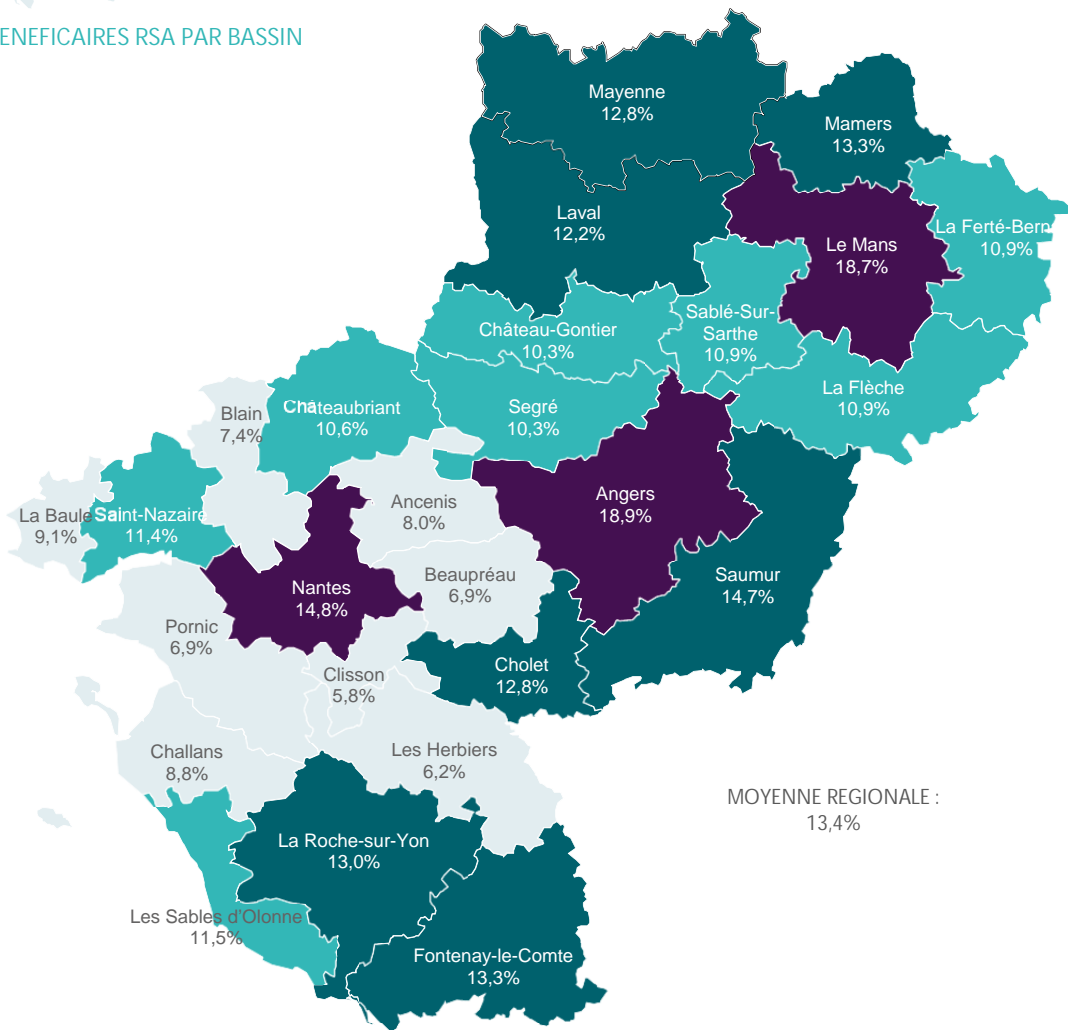 ENEFICAIRES RSA PAR BASSIN
Mayenne
12,8%
Mamers
13,3%
Laval
12,2%
Le Mans
18,7%
La Ferté-Bern
10,9%
Château-Gontier
10,3%
Sablé-Sur-
Sarthe
10,9%
La Flèche
10,9%
Blain
7,4%
Châteaubriant
10,6%
Segré
10,3%
Ancenis
8,0%
Angers
18,9%
La Baule
9,1%
Saint-Nazaire
11,4%
Nantes
14,8%
Beaupréau
6,9%
Saumur
14,7%
Pornic
6,9%
Clisson
5,8%
Cholet
12,8%
Challans
8,8%
Les Herbiers
6,2%
MOYENNE REGIONALE :
13,4%
La Roche-sur-Yon
13,0%
Les Sables d'Olonne
11,5%
Fontenay-le-Comte
13,3%